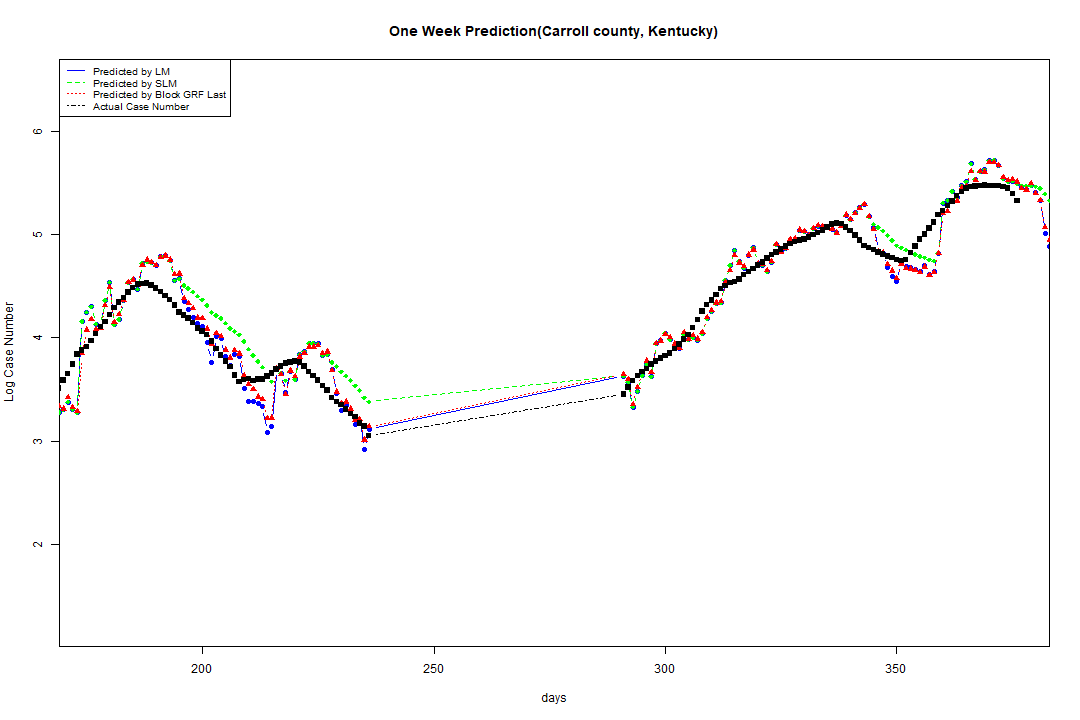 One Week Prediction(Carroll county, Kentucky)
Predicted by LM
Predicted by SLM
Predicted by Block GRF Last
Actual Case Number
6
5
4
3
2
Log Case Number
200
250
300
350
days